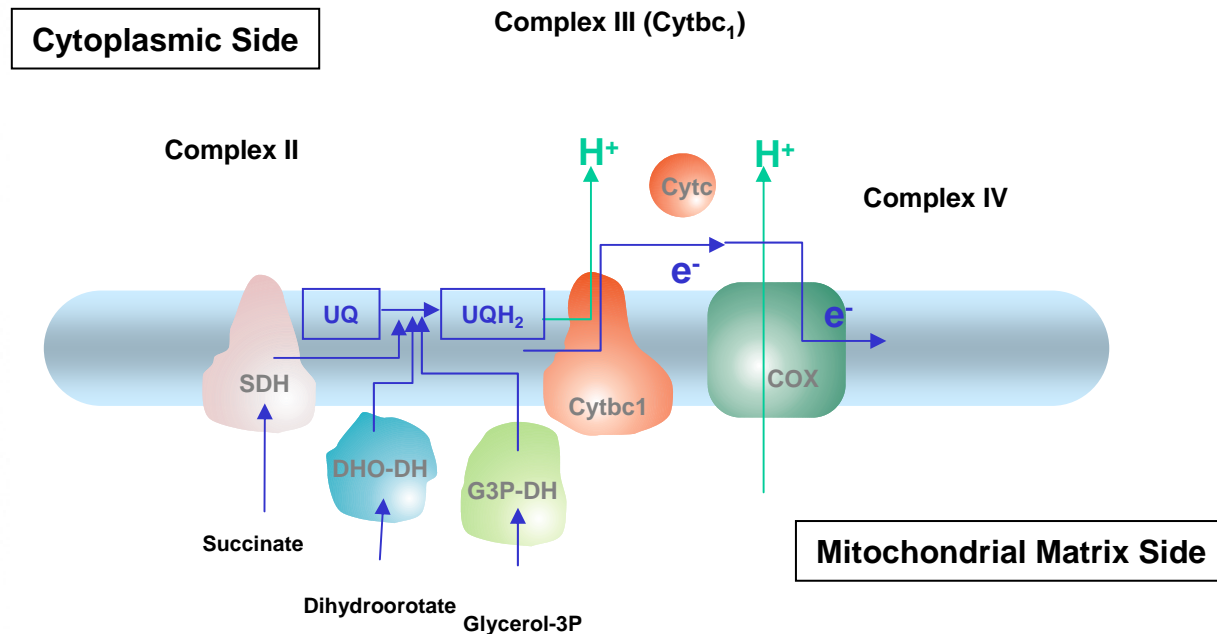 Complex III (Cytbc₁)
Cytoplasmic Side
Complex II
H⁺
H⁺
Cytc
Complex IV
e⁻
UQ
UQH₂
e⁻
SDH
COX
Cytbc1
DHO-DH
G3P-DH
Succinate
Mitochondrial Matrix Side
Dihydroorotate
Glycerol-3P